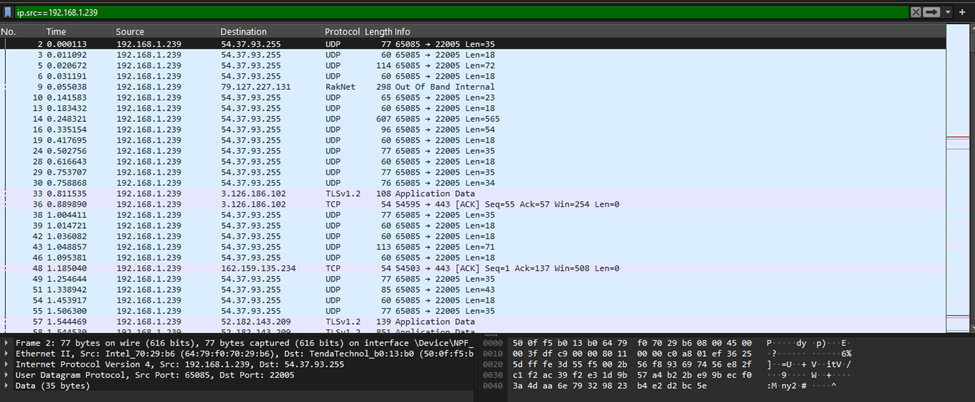 ip.src==192.168.1.239
No. Time Source Destination Protocol Length Info
2 0.000113 192.168.1.239 54.37.93.255 UDP 77 65085 → 22005 Len=35
3 0.011092 192.168.1.239 54.37.93.255 UDP 60 65085 → 22005 Len=18
5 0.020672 192.168.1.239 54.37.93.255 UDP 114 65085 → 22005 Len=72
6 0.031191 192.168.1.239 54.37.93.255 UDP 60 65085 → 22005 Len=18
9 0.055038 192.168.1.239 79.127.227.131 RakNet 298 Out Of Band Internal
10 0.141583 192.168.1.239 54.37.93.255 UDP 65 65085 → 22005 Len=23
13 0.183432 192.168.1.239 54.37.93.255 UDP 60 65085 → 22005 Len=18
14 0.248321 192.168.1.239 54.37.93.255 UDP 607 65085 → 22005 Len=565
16 0.335154 192.168.1.239 54.37.93.255 UDP 96 65085 → 22005 Len=54
19 0.417695 192.168.1.239 54.37.93.255 UDP 60 65085 → 22005 Len=18
24 0.502756 192.168.1.239 54.37.93.255 UDP 77 65085 → 22005 Len=35
28 0.616643 192.168.1.239 54.37.93.255 UDP 60 65085 → 22005 Len=18
29 0.753707 192.168.1.239 54.37.93.255 UDP 77 65085 → 22005 Len=35
30 0.758868 192.168.1.239 54.37.93.255 UDP 76 65085 → 22005 Len=34
33 0.811535 192.168.1.239 3.126.186.102 TLSv1.2 108 Application Data
36 0.889890 192.168.1.239 3.126.186.102 TCP 54 54595 → 443 [ACK] Seq=55 Ack=57 Win=254 Len=0
38 1.004411 192.168.1.239 54.37.93.255 UDP 77 65085 → 22005 Len=35
39 1.014721 192.168.1.239 54.37.93.255 UDP 60 65085 → 22005 Len=18
42 1.036082 192.168.1.239 54.37.93.255 UDP 60 65085 → 22005 Len=18
43 1.048857 192.168.1.239 54.37.93.255 UDP 113 65085 → 22005 Len=71
46 1.095381 192.168.1.239 54.37.93.255 UDP 60 65085 → 22005 Len=18
48 1.185040 192.168.1.239 162.159.135.234 TCP 54 54503 → 443 [ACK] Seq=1 Ack=137 Win=508 Len=0
49 1.254644 192.168.1.239 54.37.93.255 UDP 77 65085 → 22005 Len=35
51 1.338942 192.168.1.239 54.37.93.255 UDP 85 65085 → 22005 Len=43
54 1.453917 192.168.1.239 54.37.93.255 UDP 60 65085 → 22005 Len=18
55 1.506300 192.168.1.239 54.37.93.255 UDP 77 65085 → 22005 Len=35
57 1.544469 192.168.1.239 52.182.143.209 TLSv1.2 139 Application Data
58 1.544530 192.168.1.239 52.182.143.209 TLSv1.2 851 Application Data
Frame 2: 77 bytes on wire (616 bits), 77 bytes captured (616 bits) on interface \Device\NPF_
Ethernet II, Src: Intel_70:29:b6 (64:79:f0:70:29:b6), Dst: TendaTechnol_b0:13:b0 (50:0f:f5:b
Internet Protocol Version 4, Src: 192.168.1.239, Dst: 54.37.93.255
User Datagram Protocol, Src Port: 65085, Dst Port: 22005
Data (35 bytes)
0000 50 0f f5 b0 13 b0 64 79 f0 70 29 b6 08 00 45 00
0010 00 3f df c9 00 00 80 11 00 00 c0 a8 01 ef 36 25
0020 5d ff fe 3d 55 f5 00 2b 56 f8 93 69 74 56 e8 2f
0030 c1 f2 ac 39 f2 e3 1d 9b 57 a4 b2 2b e9 9b ec f0
0040 3a 4d aa 6e 79 32 98 23 b4 e2 d2 bc 5e